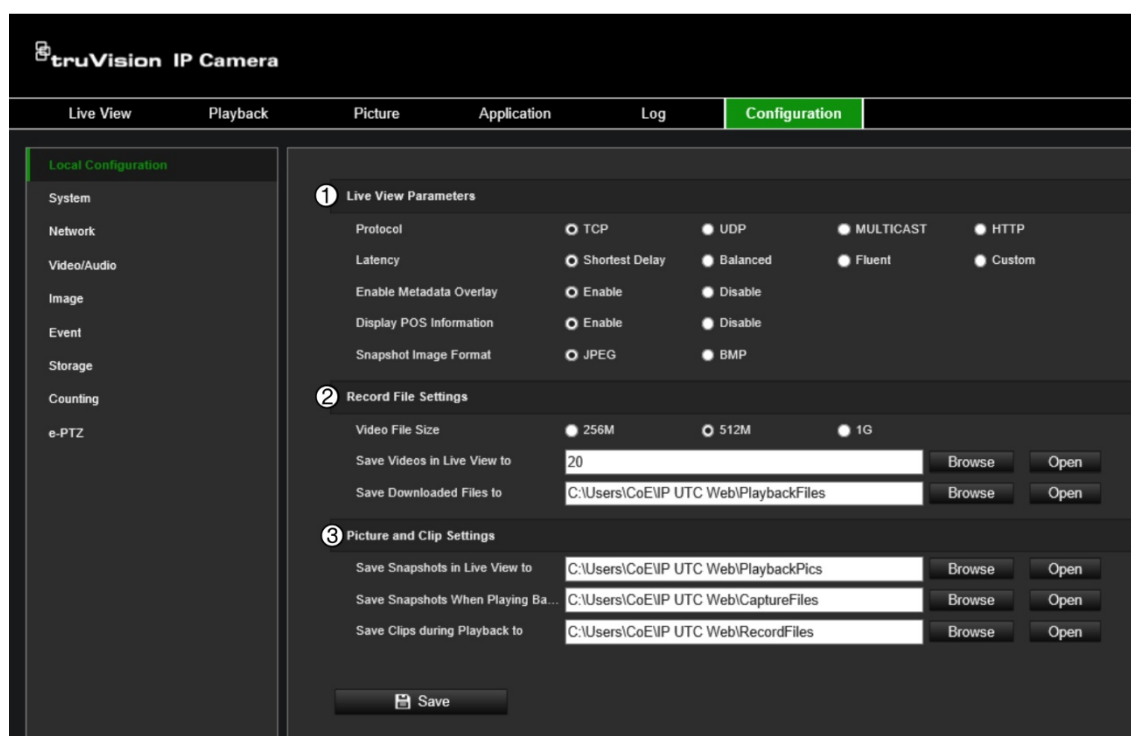 truVision IP Camera
Live View Playback Picture Application Log Configuration
Local Configuration
System
Network
Video/Audio
Image
Event
Storage
Counting
e-PTZ
① Live View Parameters
Protocol TCP UDP MULTICAST HTTP
Latency Shortest Delay Balanced Fluent Custom
Enable Metadata Overlay Enable Disable
Display POS Information Enable Disable
Snapshot Image Format JPEG BMP
② Record File Settings
Video File Size 256M 512M 1G
Save Videos in Live View to 20 Browse Open
Save Downloaded Files to C:\Users\CoE\IP UTC Web\PlaybackFiles Browse Open
③ Picture and Clip Settings
Save Snapshots in Live View to C:\Users\CoE\IP UTC Web\PlaybackPics Browse Open
Save Snapshots When Playing Ba... C:\Users\CoE\IP UTC Web\CaptureFiles Browse Open
Save Clips during Playback to C:\Users\CoE\IP UTC Web\RecordFiles Browse Open
Save